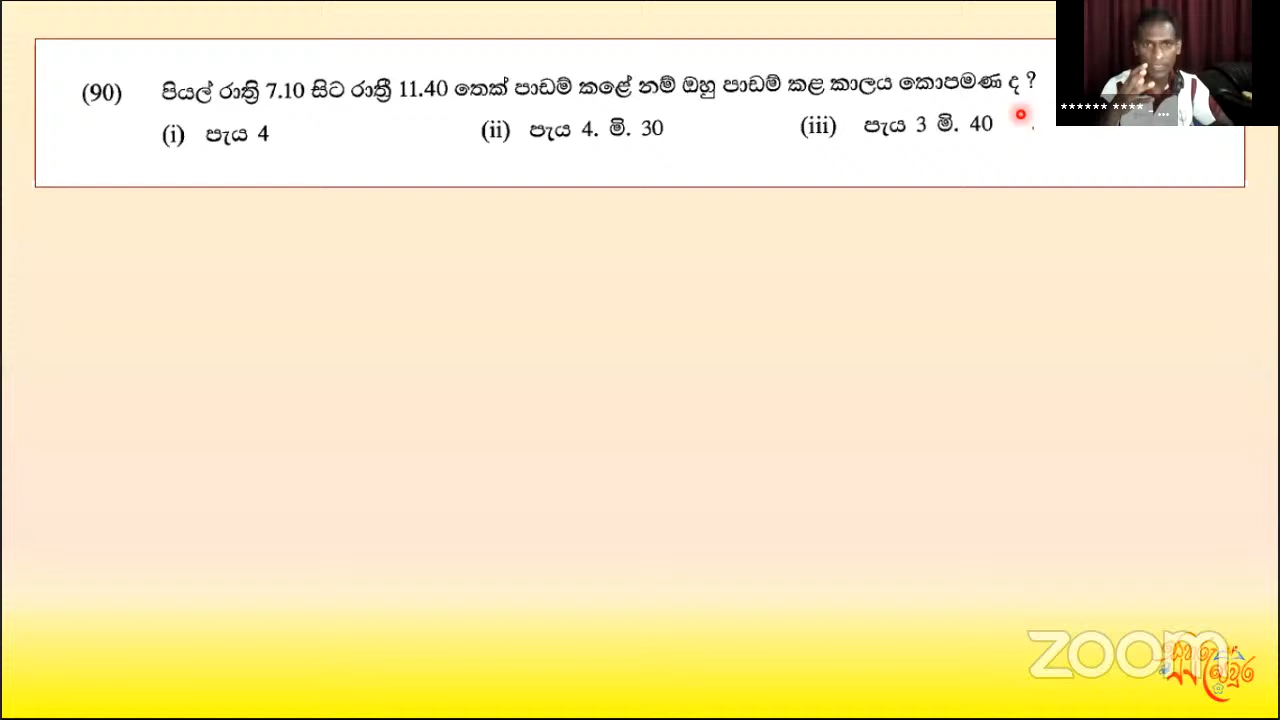 (90) පියල් රාත්‍රි 7.10 සිට රාත්‍රී 11.40 තෙක් පාඩම් කළේ නම් ඔහු පාඩම් කළ කාලය කොපමණ ද ?
(i) පැය 4 (ii) පැය 4. මි. 30 (iii) පැය 3 මි. 40
****** **** - ...
zoom